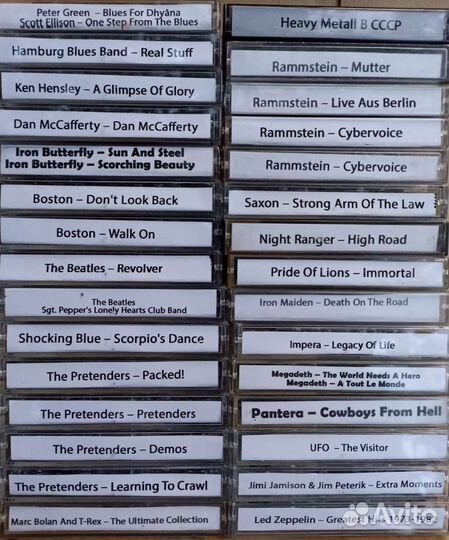 Peter Green – Blues For Dhyâna
Scott Ellison – One Step From The Blues
Hamburg Blues Band – Real Stuff
Ken Hensley – A Glimpse Of Glory
Dan McCafferty – Dan McCafferty
Iron Butterfly – Sun And Steel
Iron Butterfly – Scorching Beauty
Boston – Don't Look Back
Boston – Walk On
The Beatles – Revolver
The Beatles
Sgt. Pepper's Lonely Hearts Club Band
Shocking Blue – Scorpio's Dance
The Pretenders – Packed!
The Pretenders – Pretenders
The Pretenders – Demos
The Pretenders – Learning To Crawl
Marc Bolan And T-Rex – The Ultimate Collection
Heavy Metall В СССР
Rammstein – Mutter
Rammstein – Live Aus Berlin
Rammstein – Cybervoice
Rammstein – Cybervoice
Saxon – Strong Arm Of The Law
Night Ranger – High Road
Pride Of Lions – Immortal
Iron Maiden – Death On The Road
Impera – Legacy Of Life
Megadeth – The World Needs A Hero
Megadeth – A Tout Le Monde
Pantera – Cowboys From Hell
UFO – The Visitor
Jimi Jamison & Jim Peterik – Extra Moments
Led Zeppelin – Greatest Hits 1973-1982
Avito